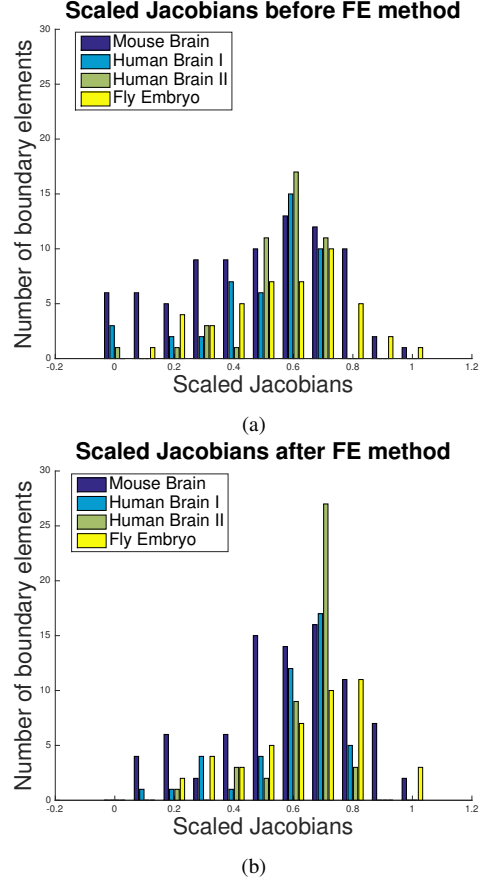 Scaled Jacobians before FE method
Number of boundary elements
30
25
20
15
10
5
0
Mouse Brain
Human Brain I
Human Brain II
Fly Embryo
-0.2 0 0.2 0.4 0.6 0.8 1 1.2
Scaled Jacobians
(a)
Scaled Jacobians after FE method
Number of boundary elements
30
25
20
15
10
5
0
Mouse Brain
Human Brain I
Human Brain II
Fly Embryo
-0.2 0 0.2 0.4 0.6 0.8 1 1.2
Scaled Jacobians
(b)